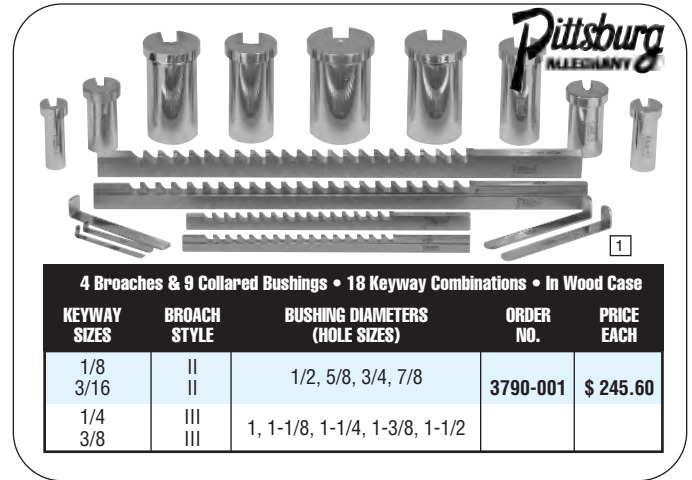 Pittsburg
ALLEGHANY
1
4 Broaches & 9 Collared Bushings • 18 Keyway Combinations • In Wood Case
KEYWAY SIZES BROACH STYLE BUSHING DIAMETERS (HOLE SIZES) ORDER NO. PRICE EACH
1/8 II 1/2, 5/8, 3/4, 7/8 3790-001 $ 245.60
3/16 II
1/4 III 1, 1-1/8, 1-1/4, 1-3/8, 1-1/2
3/8 III